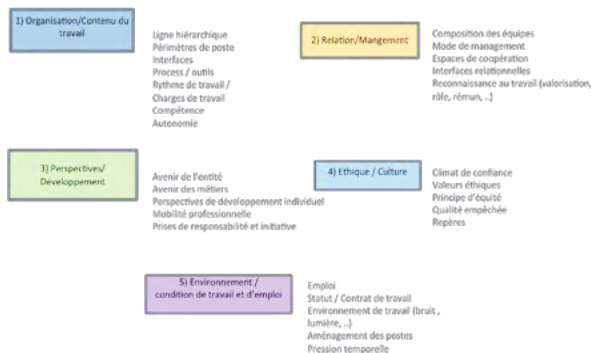 1) Organisation/Contenu du
travail
Ligne hiérarchique
Périmètres de poste
Interfaces
Process / outils
Rythme de travail /
Charges de travail
Compétence
Autonomie
2) Relation/Mangement
Composition des équipes
Mode de management
Espaces de coopération
Interfaces relationnelles
Reconnaissance au travail (valorisation,
rôle, rémun, ..)
3) Perspectives/
Développement
Avenir de l'entité
Avenir des métiers
Perspectives de développement individuel
Mobilité professionnelle
Prises de responsabilité et initiative
4) Ethique / Culture
Climat de confiance
Valeurs éthiques
Principe d'équité
Qualité empêchée
Repères
5) Environnement /
condition de travail et d'emploi
Emploi
Statut / Contrat de travail
Environnement de travail (bruit ,
lumière, ..)
Aménagement des postes
Pression temporelle